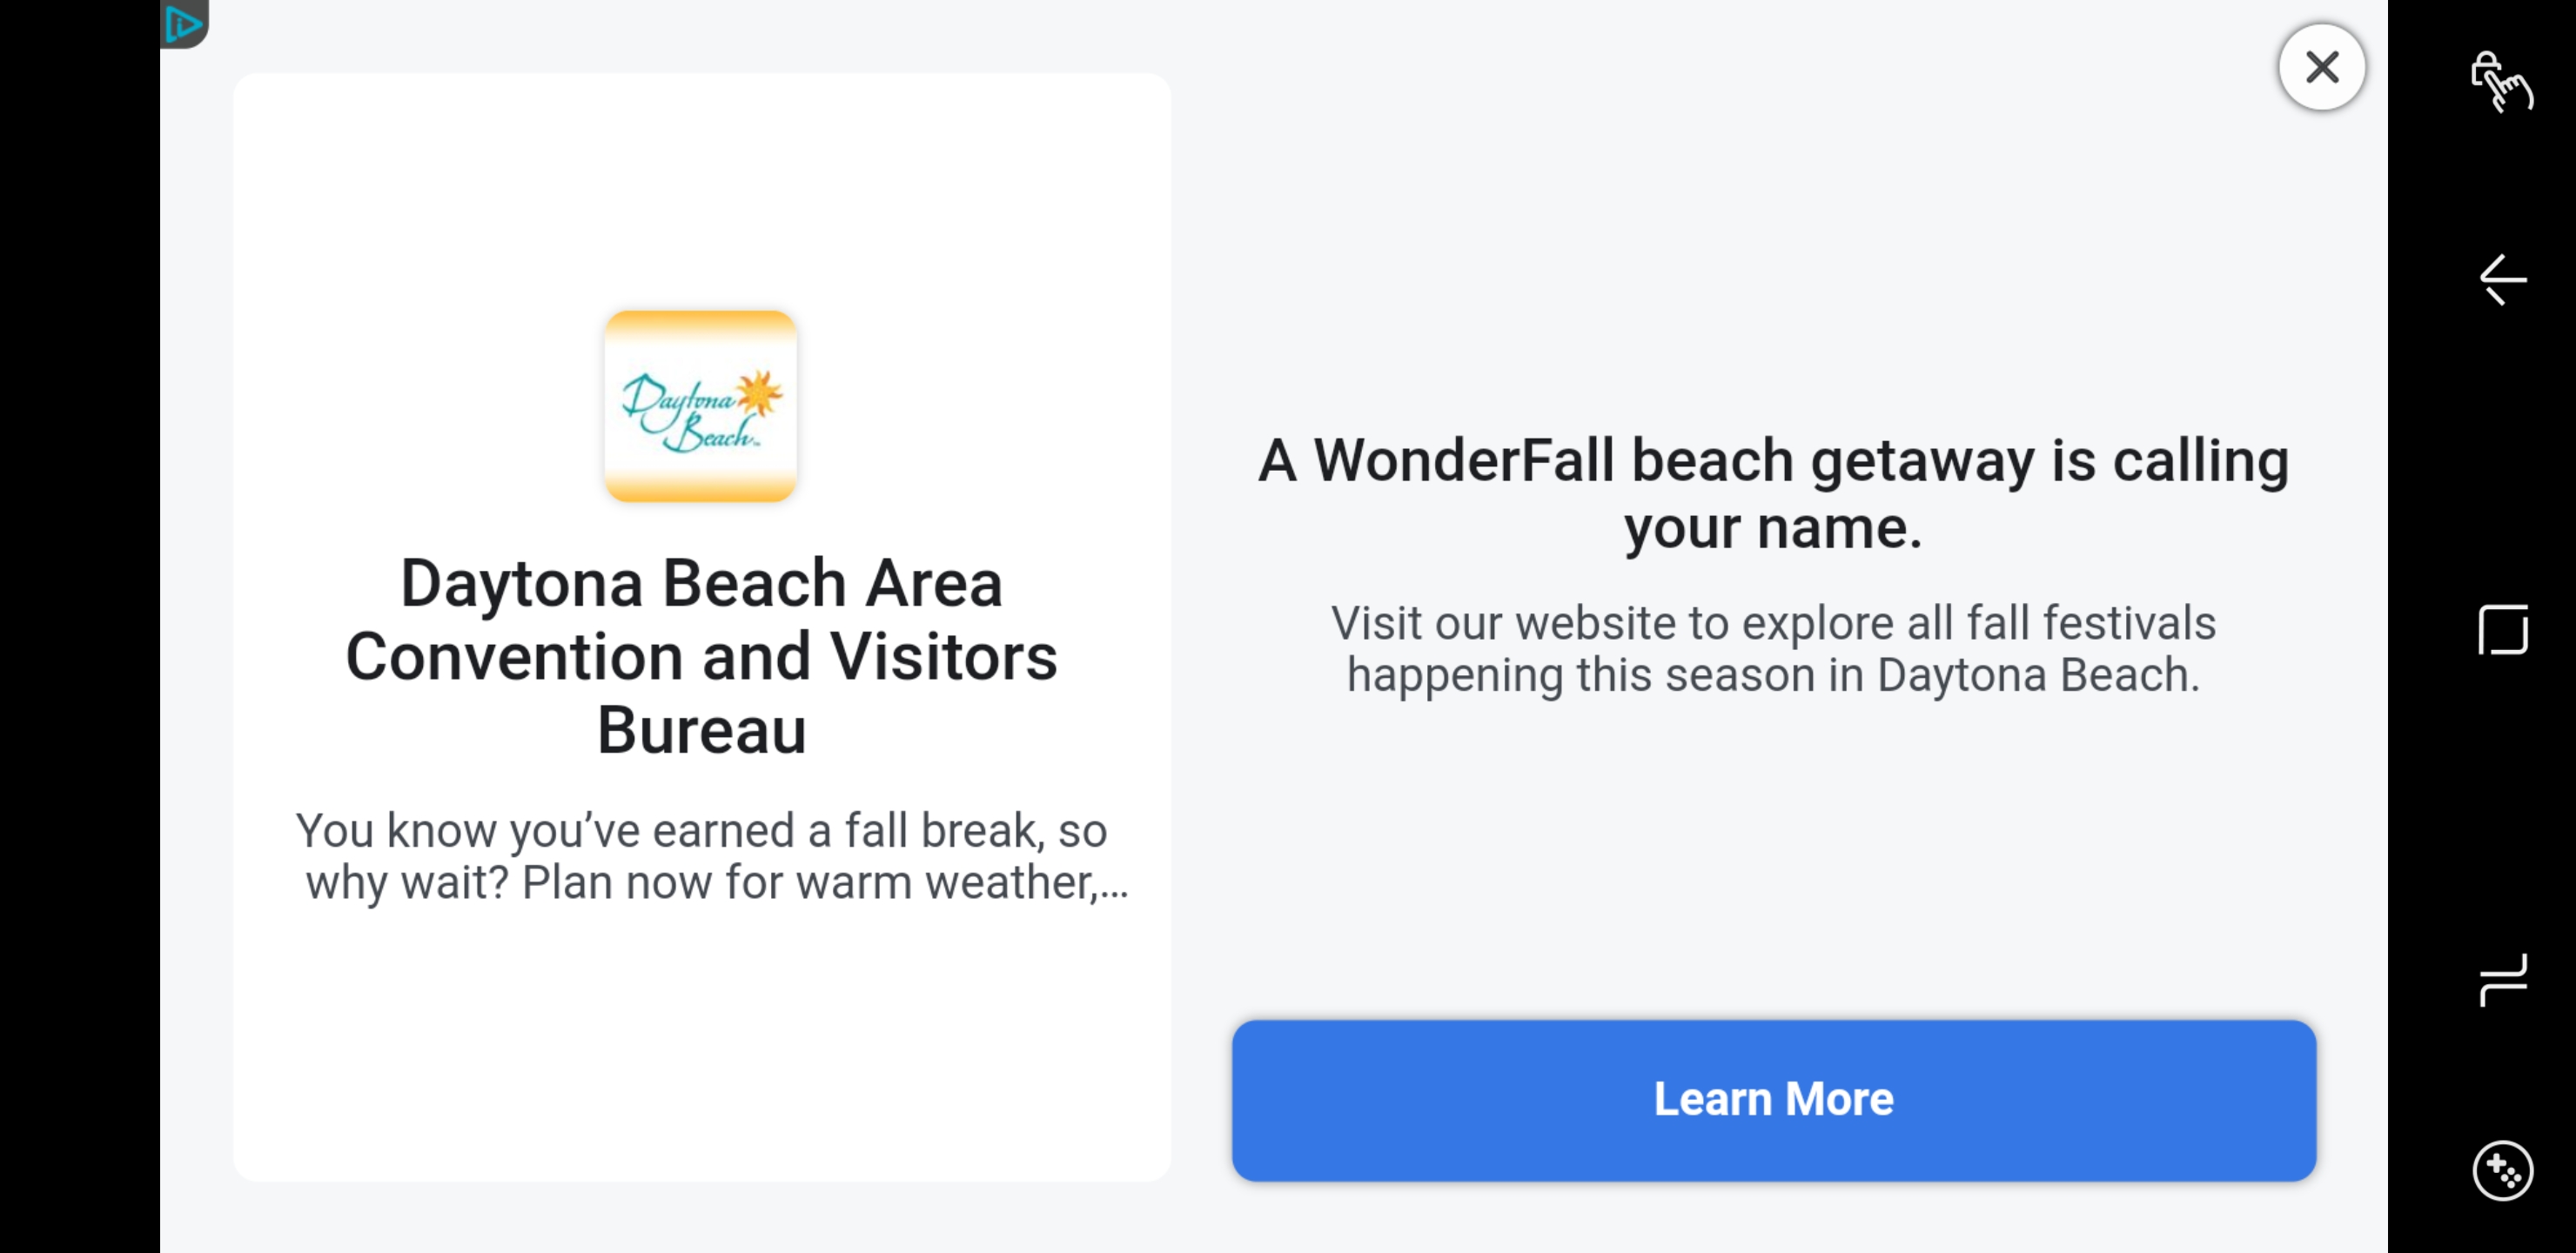 Daytona
Beach
Daytona Beach Area
Convention and Visitors
Bureau
You know you’ve earned a fall break, so
why wait? Plan now for warm weather,...
A WonderFall beach getaway is calling
your name.
Visit our website to explore all fall festivals
happening this season in Daytona Beach.
Learn More